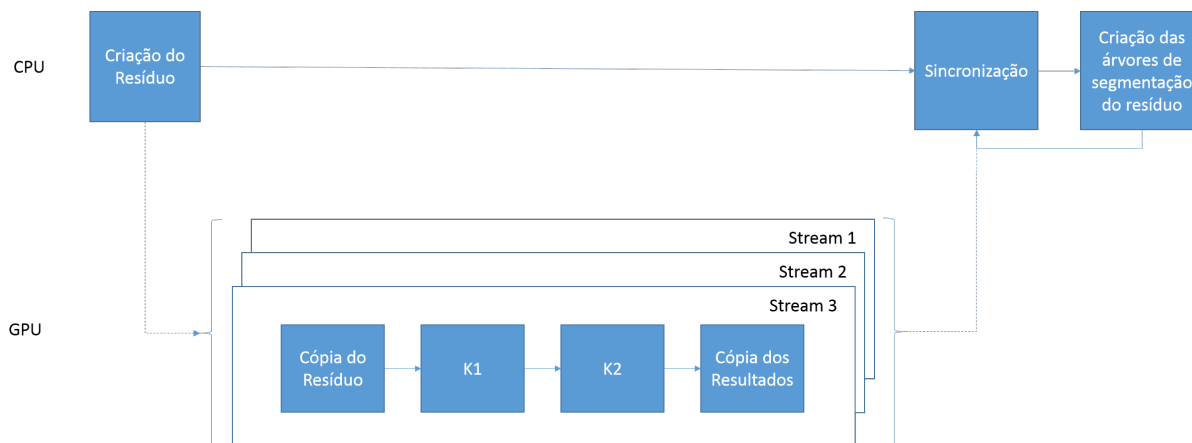 CPU
Criação do
Resíduo
Sincronização
Criação das
árvores de
segmentação
do resíduo
GPU
Stream 1
Stream 2
Stream 3
Cópia do
Resíduo
K1
K2
Cópia dos
Resultados